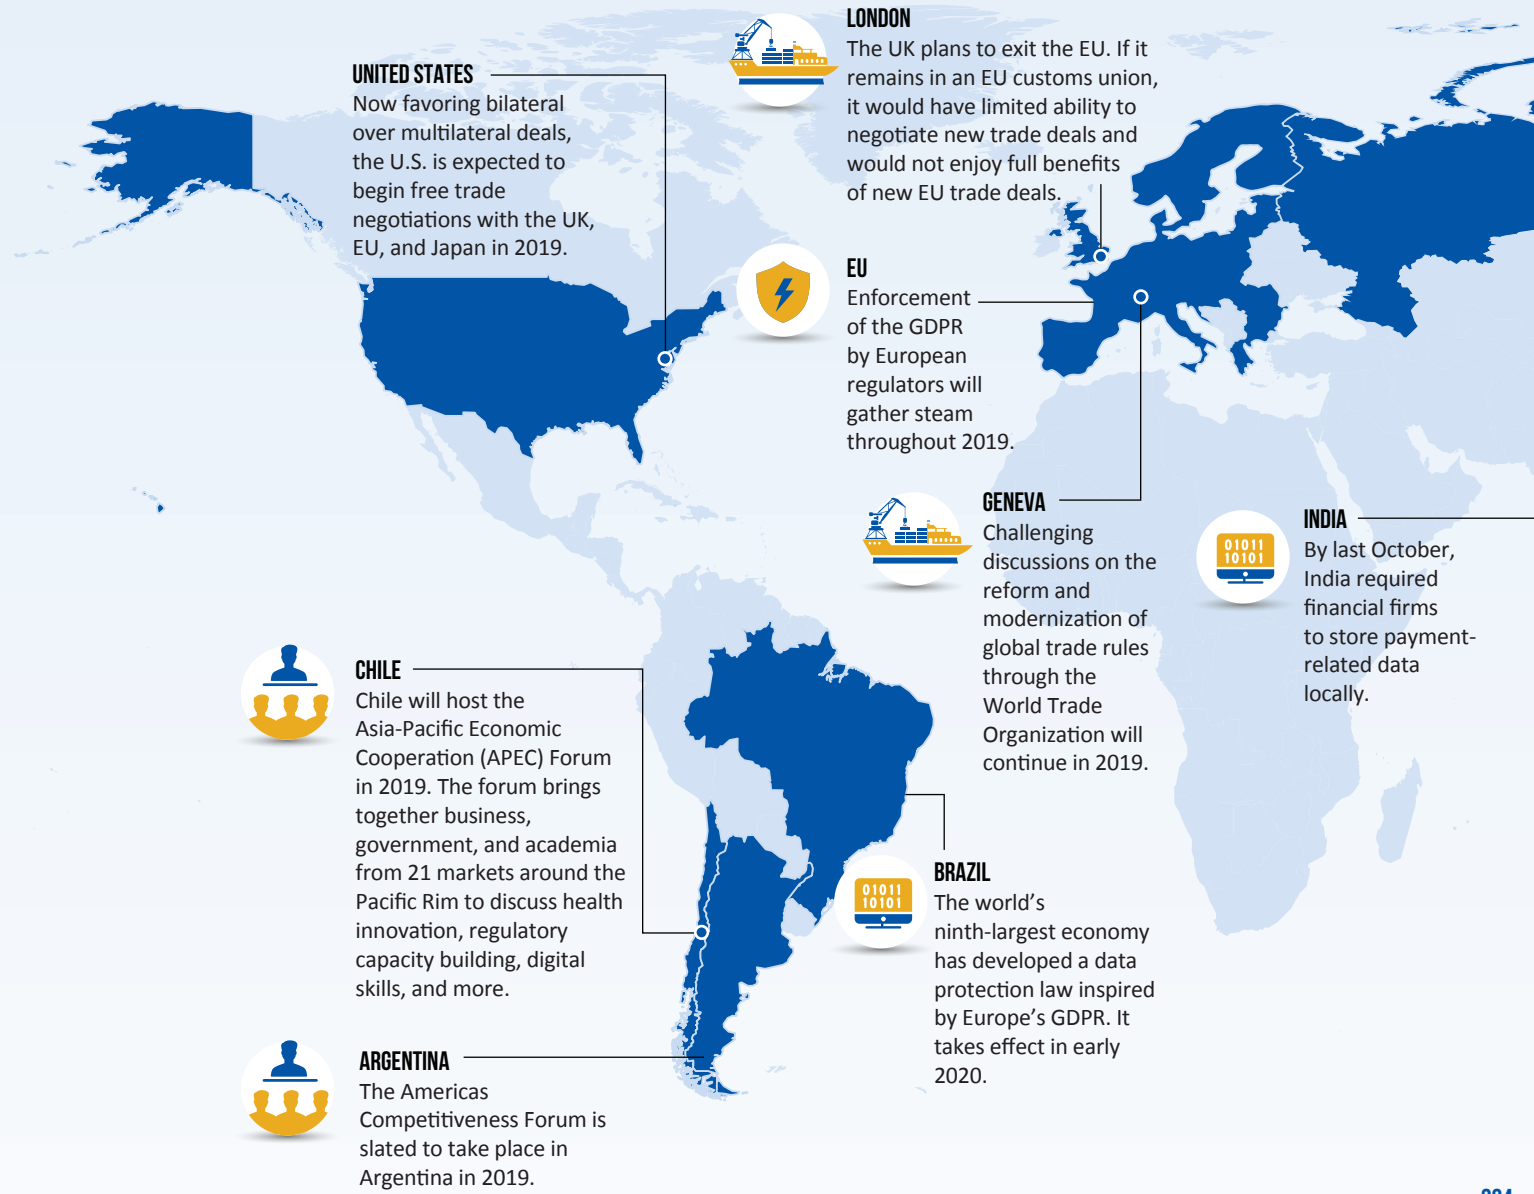 LONDON
The UK plans to exit the EU. If it
remains in an EU customs union,
it would have limited ability to
negotiate new trade deals and
would not enjoy full benefits
of new EU trade deals.
UNITED STATES
Now favoring bilateral
over multilateral deals,
the U.S. is expected to
begin free trade
negotiations with the UK,
EU, and Japan in 2019.
EU
Enforcement
of the GDPR
by European
regulators will
gather steam
throughout 2019.
GENEVA
Challenging
discussions on the
reform and
modernization of
global trade rules
through the
World Trade
Organization will
continue in 2019.
01011
10101
INDIA
By last October,
India required
financial firms
to store payment-
related data
locally.
CHILE
Chile will host the
Asia-Pacific Economic
Cooperation (APEC) Forum
in 2019. The forum brings
together business,
government, and academia
from 21 markets around the
Pacific Rim to discuss health
innovation, regulatory
capacity building, digital
skills, and more.
01011
10101
BRAZIL
The world’s
ninth-largest economy
has developed a data
protection law inspired
by Europe’s GDPR. It
takes effect in early
2020.
ARGENTINA
The Americas
Competitiveness Forum is
slated to take place in
Argentina in 2019.